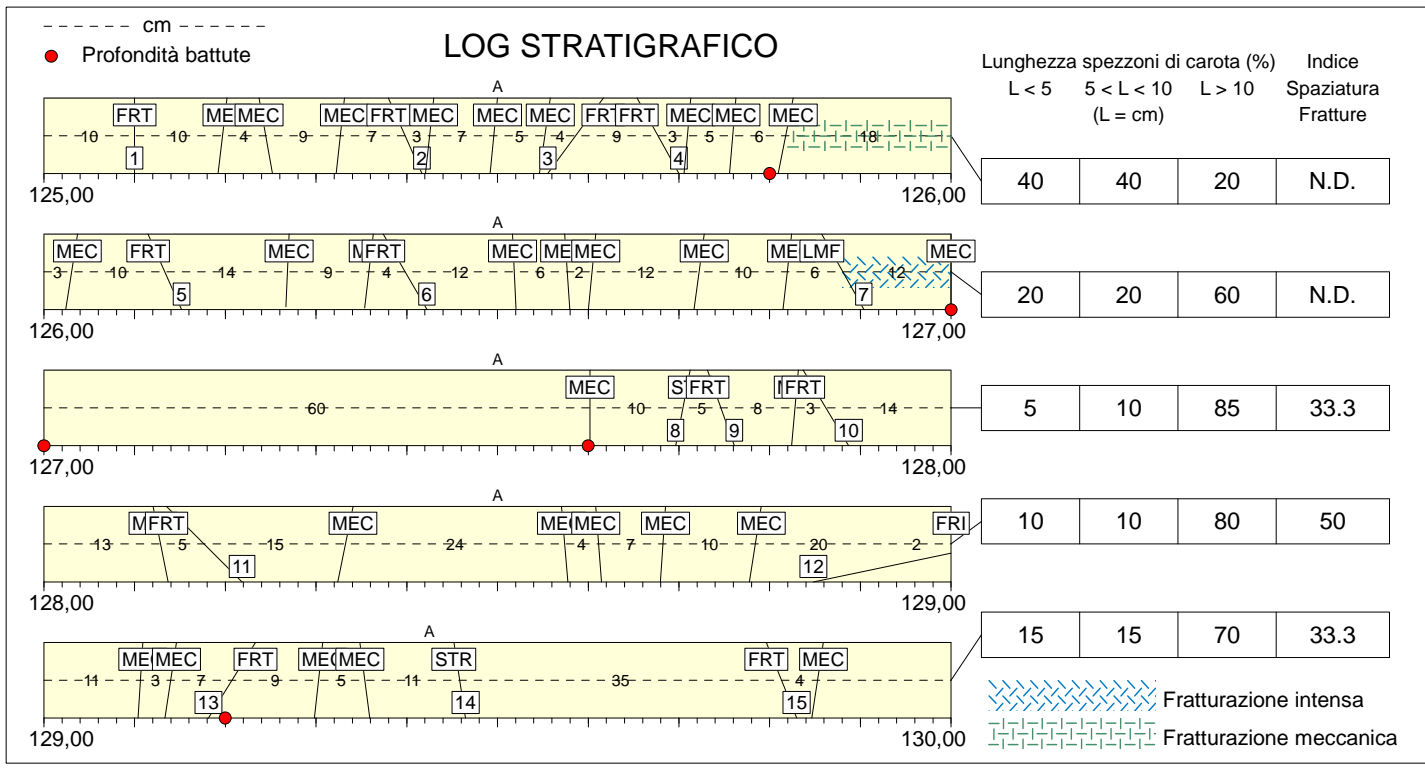 cm
Profondità battute
LOG STRATIGRAFICO
Lunghezza spezzoni di carota (%) Indice
L < 5 5 < L < 10 L > 10 Spaziatura
(L = cm) Fratture
A
FRT MEC MEC MEC FRT MEC MEC MEC FRT FRT MEC MEC MEC
10 10 4 9 7 3 7 5 4 9 3 5 6 18
1 2 3 4
125,00 126,00
40 40 20 N.D.
A
MEC FRT MEC M FRT MEC ME MEC MEC ME LMF MEC
3 10 14 9 4 12 6 2 12 10 6 12
5 6 7
126,00 127,00
20 20 60 N.D.
A
MEC ST FRT FRT
60 10 5 8 3 14
8 9 10
127,00 128,00
5 10 85 33.3
A
M FRT MEC MEC MEC MEC MEC FRI
13 5 15 24 4 7 10 20 2
11 12
128,00 129,00
10 10 80 50
A
MEC MEC FRT MEC MEC STR FRT MEC
11 3 7 9 5 11 35 4
13 14 15
129,00 130,00
15 15 70 33.3
Fratturazione intensa
Fratturazione meccanica